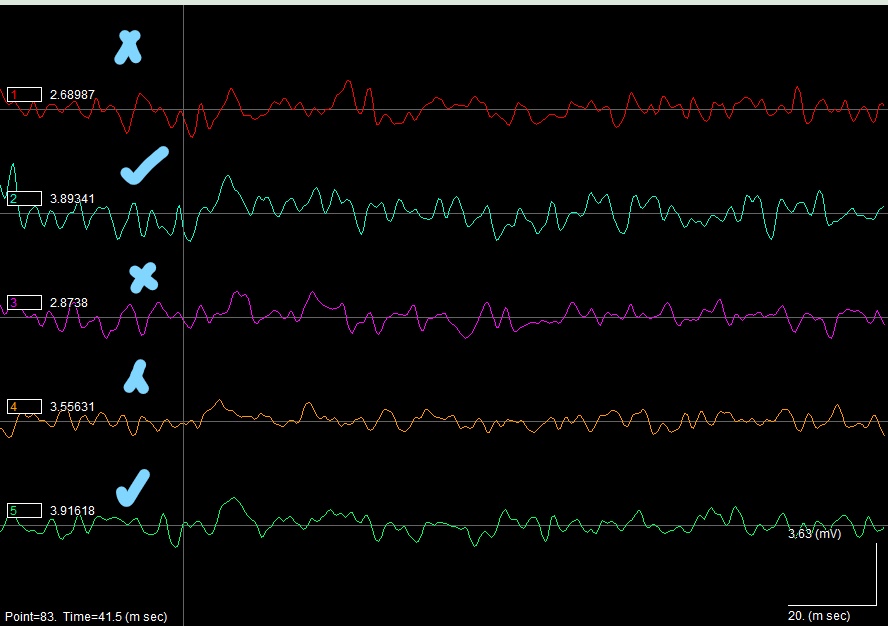 1 2.68987
2 3.89341
3 2.8738
4 3.55631
5 3.91618
3.63 (mV)
20. (m sec)
Point=83. Time=41.5 (m sec)